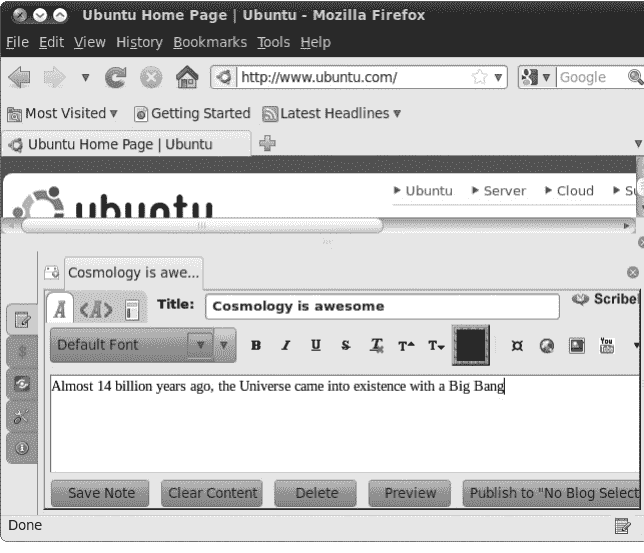 Ubuntu Home Page | Ubuntu - Mozilla Firefox
File Edit View History Bookmarks Tools Help
http://www.ubuntu.com/ Google
Most Visited Getting Started Latest Headlines
Ubuntu Home Page | Ubuntu
ubuntu Ubuntu Server Cloud
Cosmology is awe...
A <A> Title: Cosmology is awesome Scribe
Default Font B I U S T T T You Tube
Almost 14 billion years ago, the Universe came into existence with a Big Bang
Save Note Clear Content Delete Preview Publish to "No Blog Select
Done